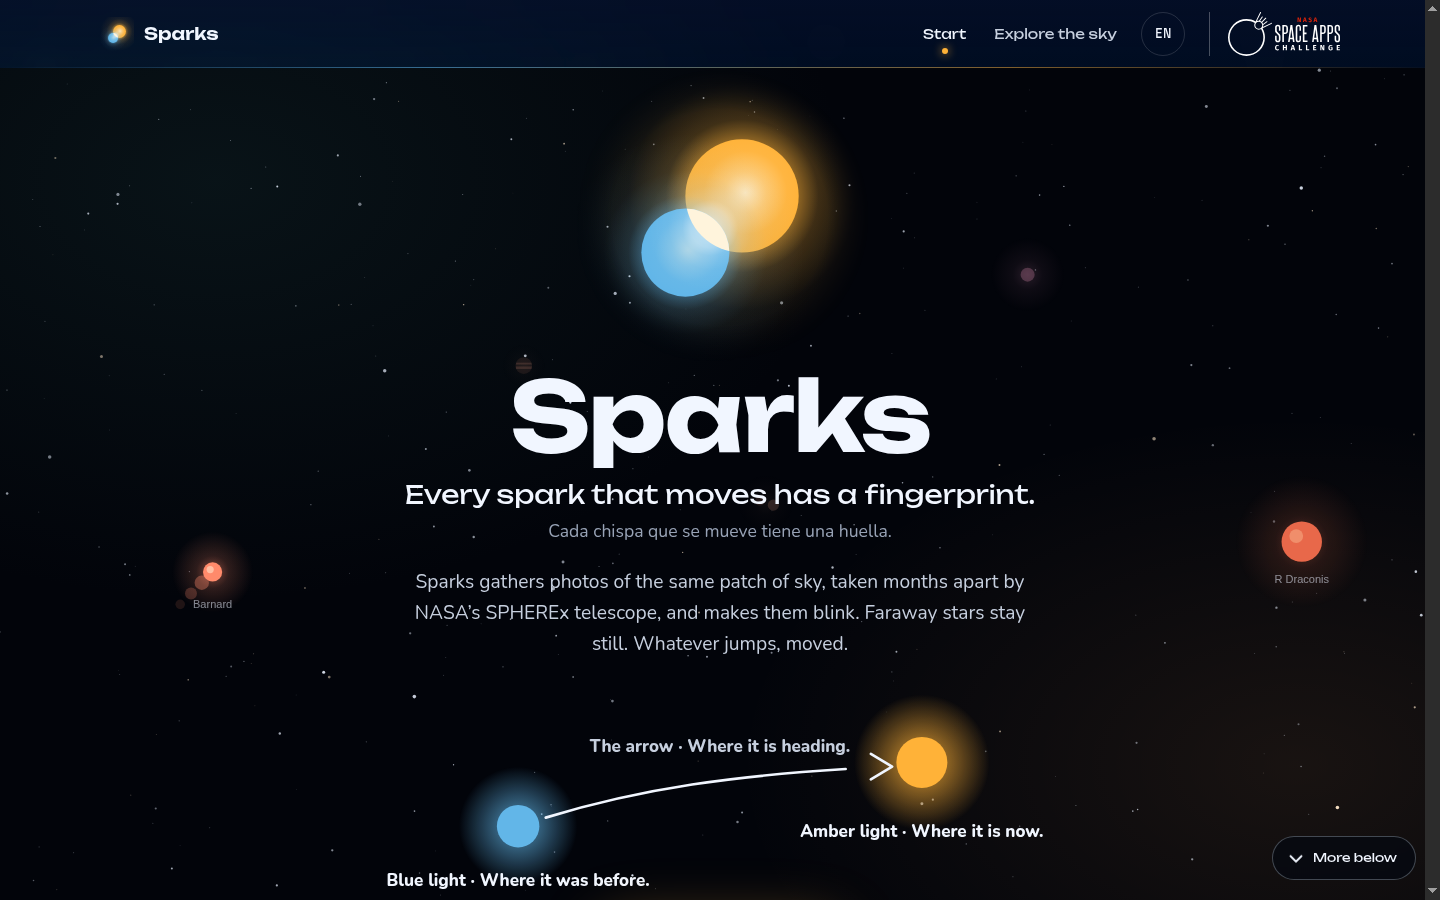 Sparks
Start
Explore the sky
EN
NASA
SPACE APPS
CHALLENGE
Sparks
Every spark that moves has a fingerprint.
Cada chispa que se mueve tiene una huella.
Sparks gathers photos of the same patch of sky, taken months apart by
NASA’s SPHEREx telescope, and makes them blink. Faraway stars stay
still. Whatever jumps, moved.
Barnard
R Draconis
The arrow · Where it is heading.
Amber light · Where it is now.
Blue light · Where it was before.
More below